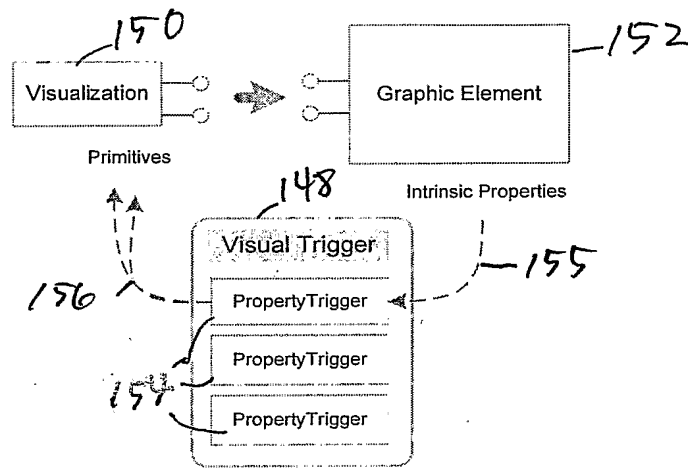 150
152
Visualization
Graphic Element
Primitives
148
Intrinsic Properties
Visual Trigger
155
156
PropertyTrigger
PropertyTrigger
154
PropertyTrigger